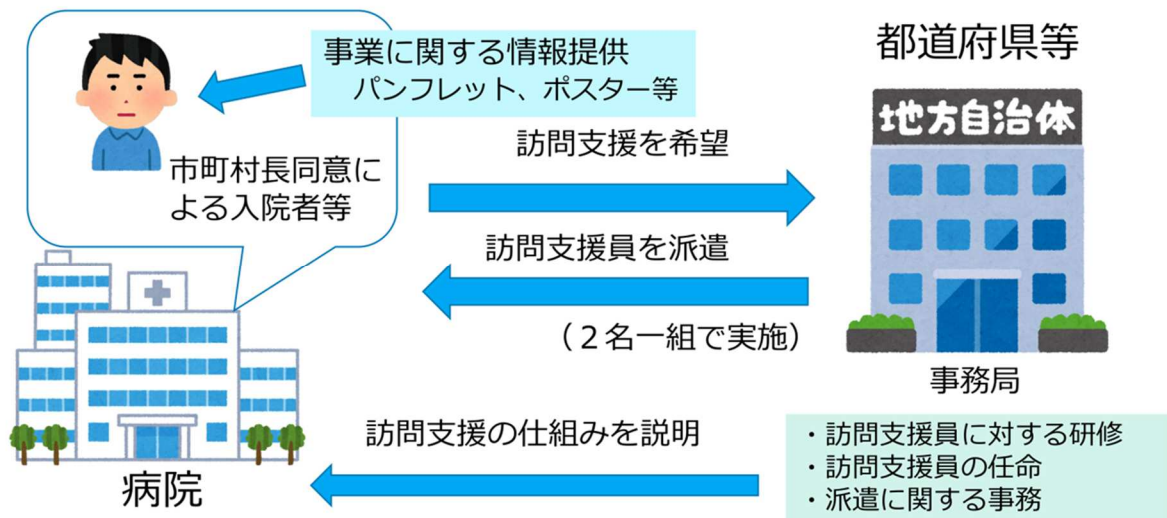 事業に関する情報提供
パンフレット、ポスター等
市町村長同意に
よる入院者等
都道府県等
地方自治体
訪問支援を希望
訪問支援員を派遣
（２名一組で実施）
事務局
訪問支援の仕組みを説明
病院
・訪問支援員に対する研修
・訪問支援員の任命
・派遣に関する事務